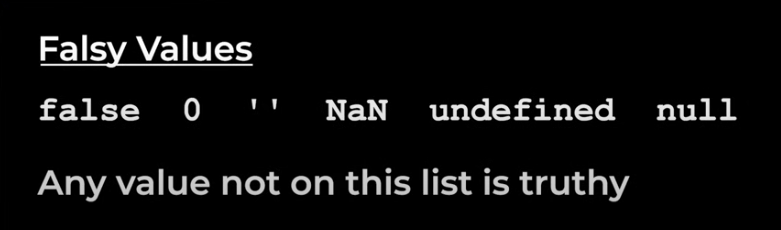 Falsy Values
false 0 '' NaN undefined null
Any value not on this list is truthy